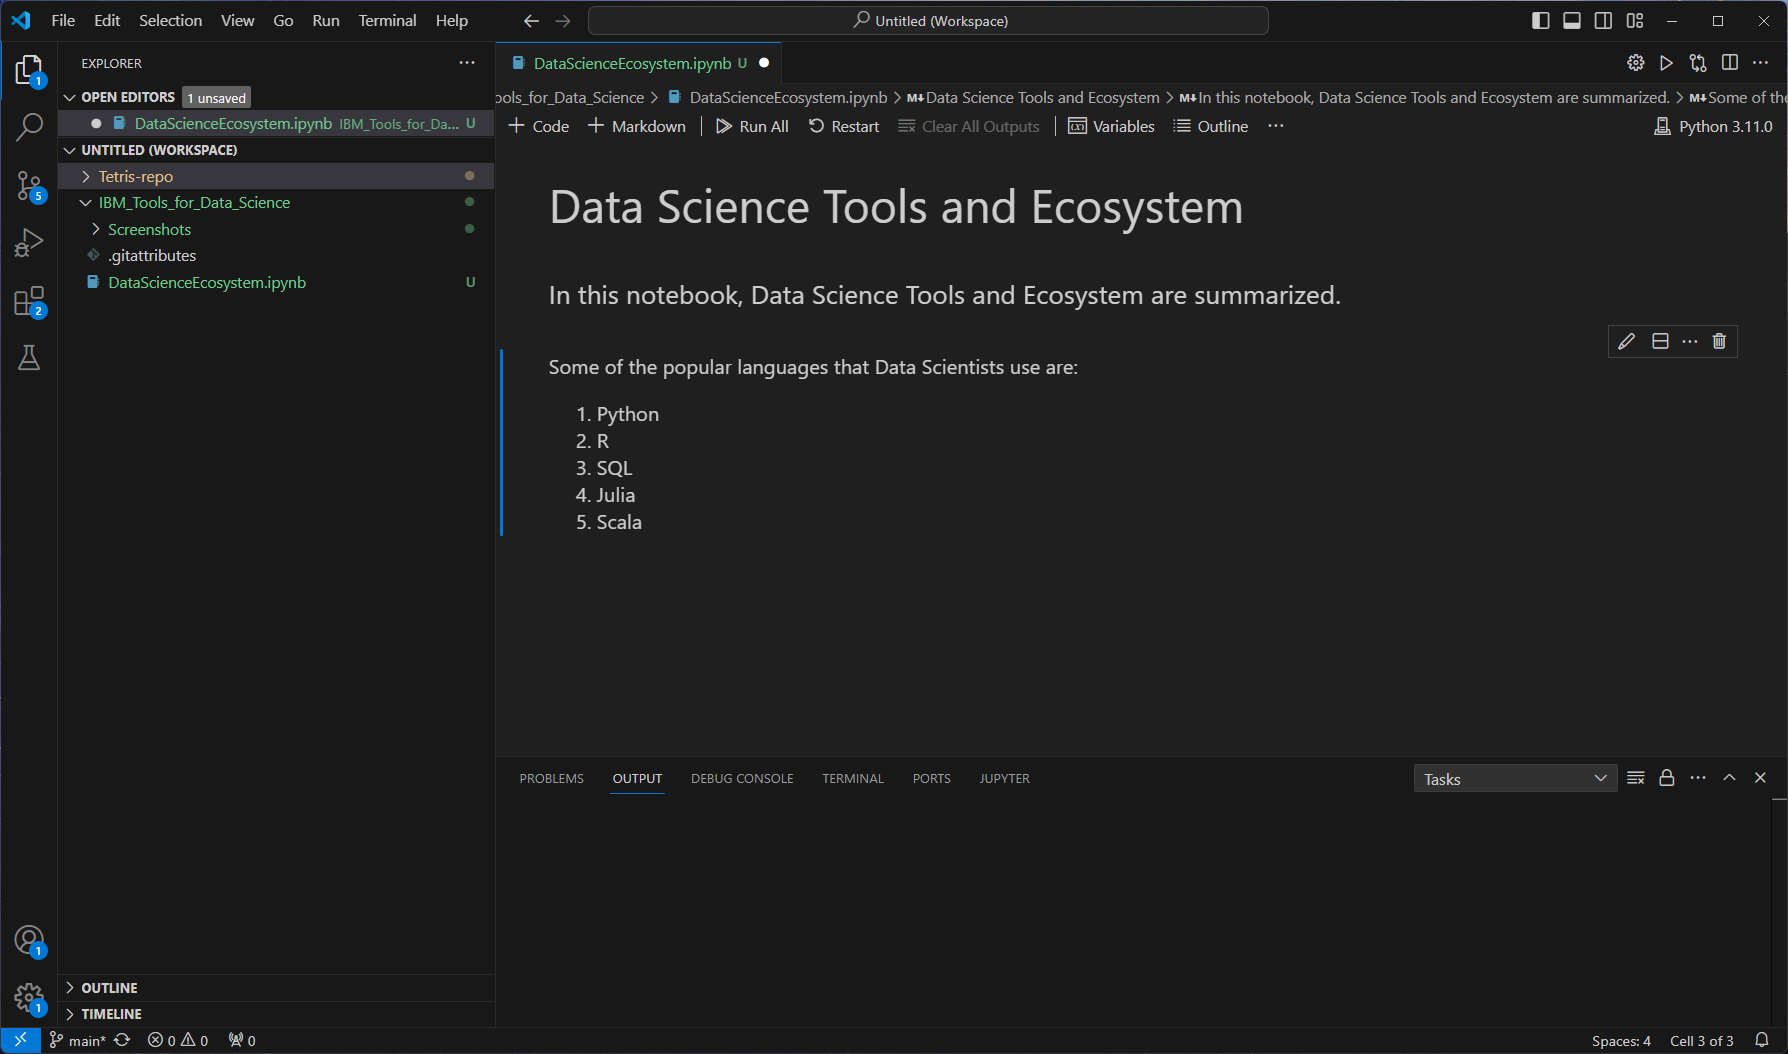 File Edit Selection View Go Run Terminal Help Untitled (Workspace)
EXPLORER
OPEN EDITORS 1 unsaved
DataScienceEcosystem.ipynb IBM_Tools_for_Da... U
UNTITLED (WORKSPACE)
Tetris-repo
IBM_Tools_for_Data_Science
Screenshots
.gitattributes
DataScienceEcosystem.ipynb U
OUTLINE
TIMELINE
1
5
2
1
1
DataScienceEcosystem.ipynb U
ools_for_Data_Science > DataScienceEcosystem.ipynb > M↓Data Science Tools and Ecosystem > M↓In this notebook, Data Science Tools and Ecosystem are summarized. > M↓Some of the
+ Code + Markdown Run All Restart Clear All Outputs Variables Outline ... Python 3.11.0
Data Science Tools and Ecosystem
In this notebook, Data Science Tools and Ecosystem are summarized.
Some of the popular languages that Data Scientists use are:
1. Python
2. R
3. SQL
4. Julia
5. Scala
PROBLEMS OUTPUT DEBUG CONSOLE TERMINAL PORTS JUPYTER Tasks
main* 0 0 0 Spaces: 4 Cell 3 of 3